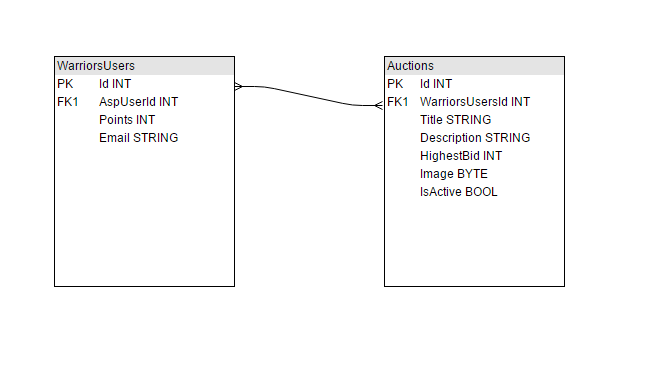 WarriorsUsers
PK Id INT
FK1 AspUserId INT
Points INT
Email STRING
Auctions
PK Id INT
FK1 WarriorsUsersId INT
Title STRING
Description STRING
HighestBid INT
Image BYTE
IsActive BOOL